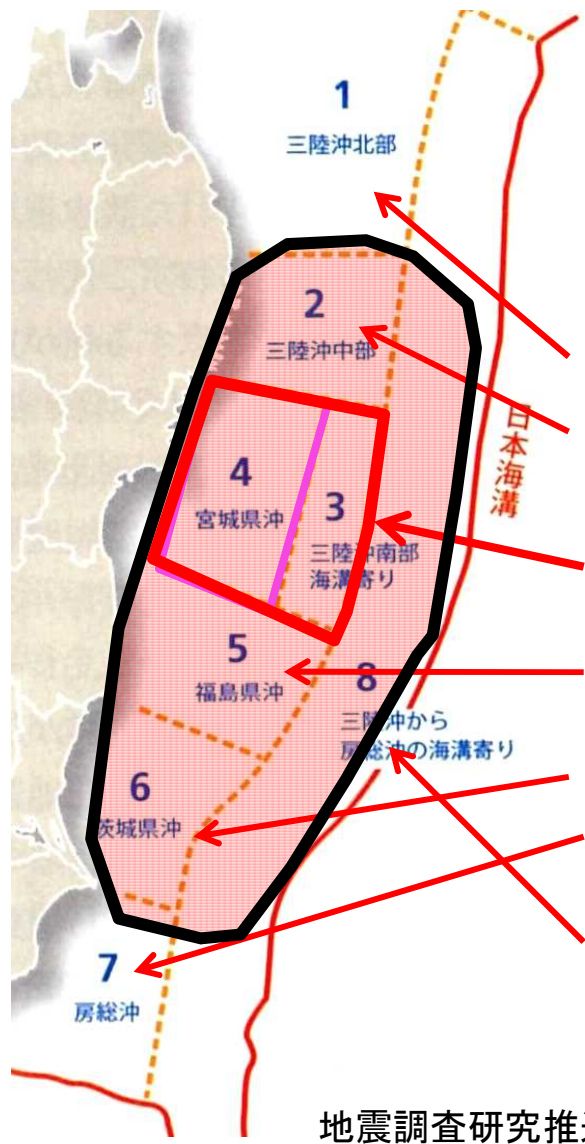 1
三陸沖北部
2
三陸沖中部
日本海溝
4
宮城県沖
3
三陸沖南部
海溝寄り
5
福島県沖
8
三陸沖から
房総沖の海溝寄り
6
茨城県沖
7
房総沖
地震調査研究推